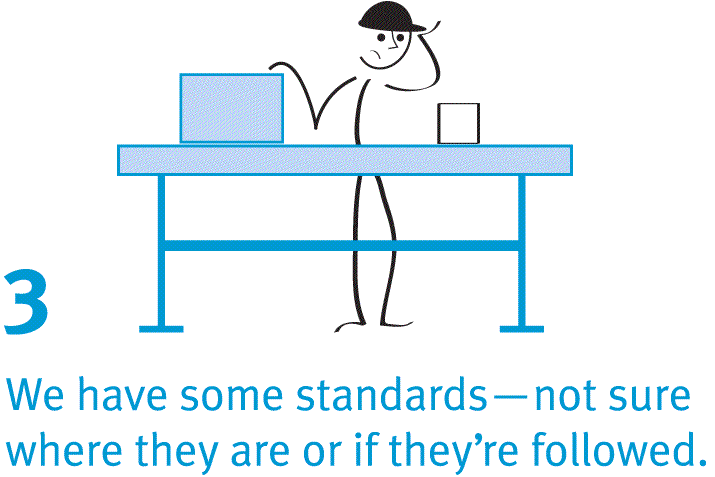 3
We have some standards—not sure
where they are or if they're followed.